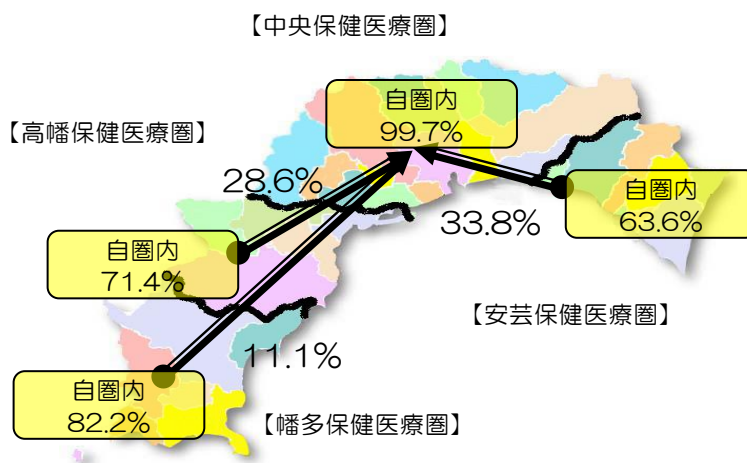 【中央保健医療圏】
自圏内
99.7%
【高幡保健医療圏】
28.6%
33.8%
自圏内
63.6%
自圏内
71.4%
【安芸保健医療圏】
11.1%
自圏内
82.2%
【幡多保健医療圏】